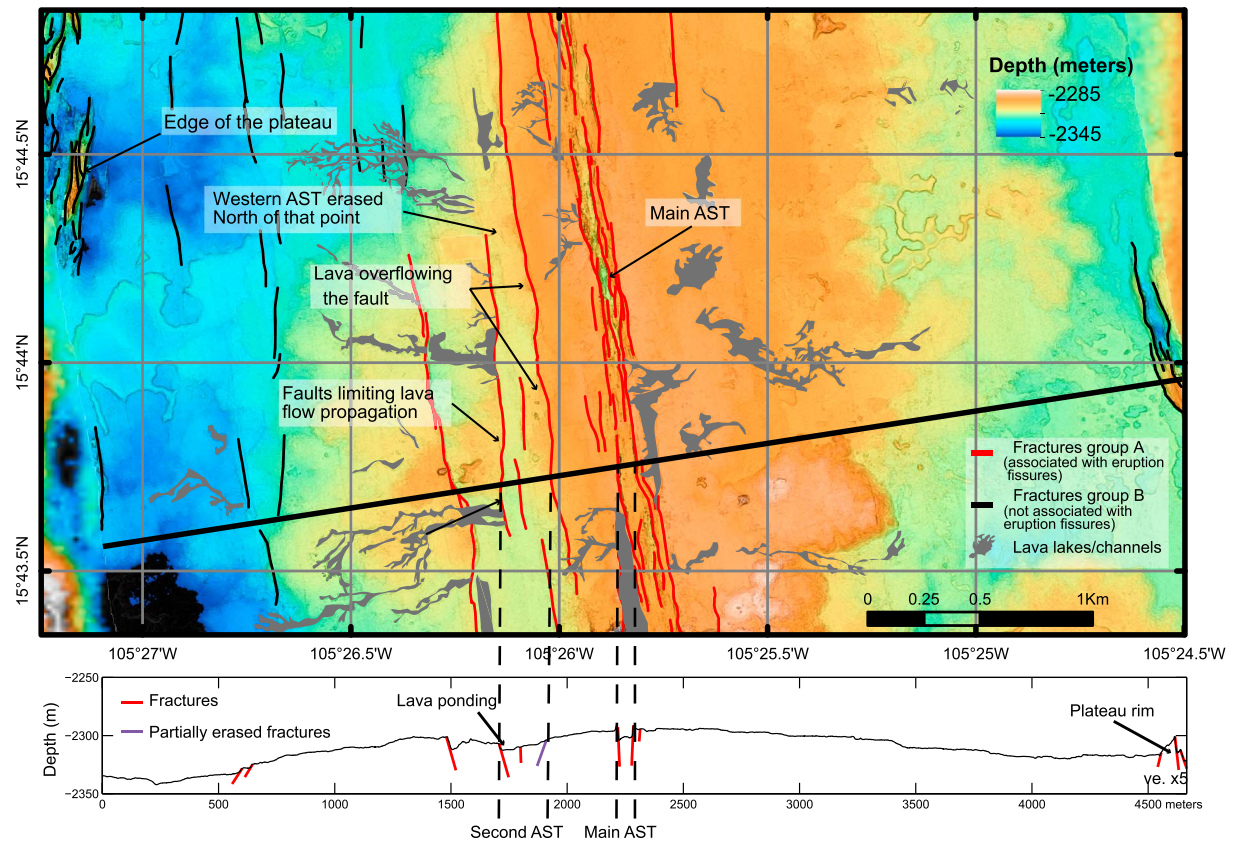 Depth (meters)
-2285
-2345
Edge of the plateau
15°44.5'N
Western AST erased
North of that point
Main AST
Lava overflowing
the fault
15°44'N
Faults limiting lava
flow propagation
Fractures group A
(associated with eruption
fissures)
Fractures group B
(not associated with
eruption fissures)
Lava lakes/channels
15°43.5'N
0 0.25 0.5 1Km
105°27'W 105°26.5'W 105°26'W 105°25.5'W 105°25'W 105°24.5'W
−2250
Fractures
Lava ponding
Plateau rim
Partially erased fractures
−2300
Depth (m)
ve. x5
−2350
0 500 1000 1500 2000 2500 3000 3500 4000 4500 meters
Second AST Main AST